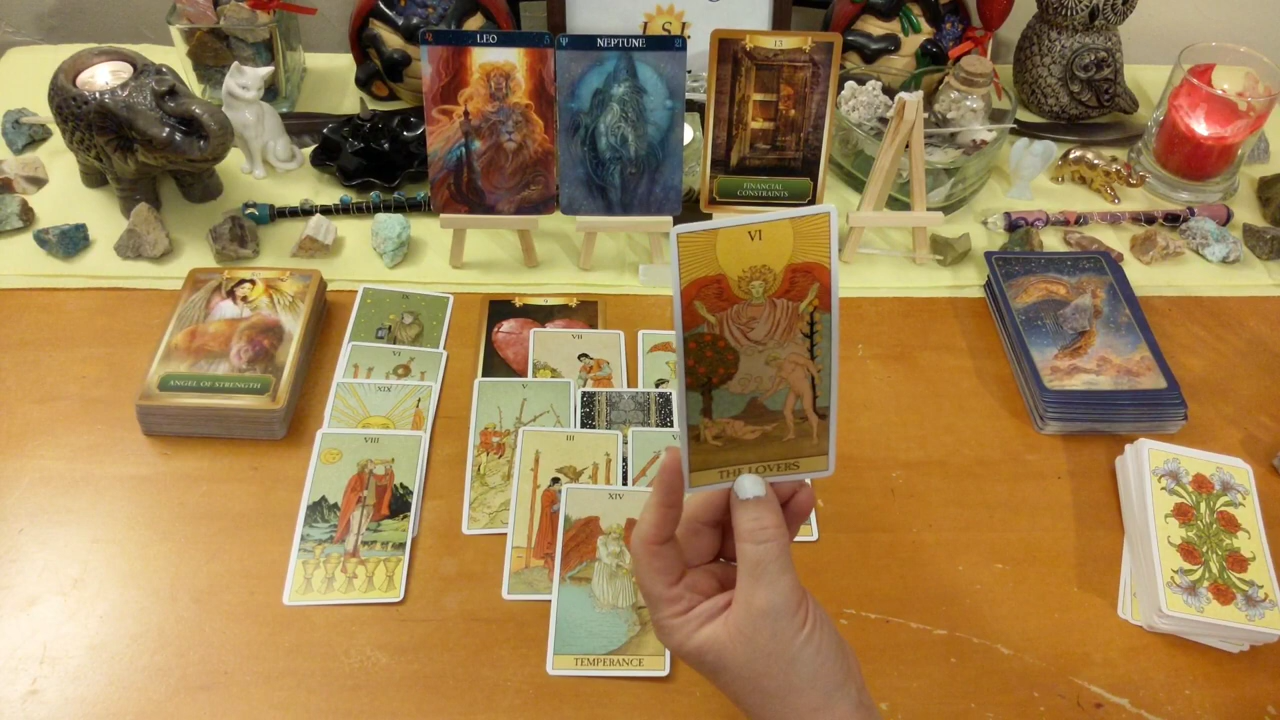 J.S.J.
LEO
NEPTUNE
21
13
FINANCIAL
CONSTRAINTS
VI
THE LOVERS
ANGEL OF STRENGTH
IX
VI
XIX
VIII
9
VII
V
III
XIV
TEMPERANCE